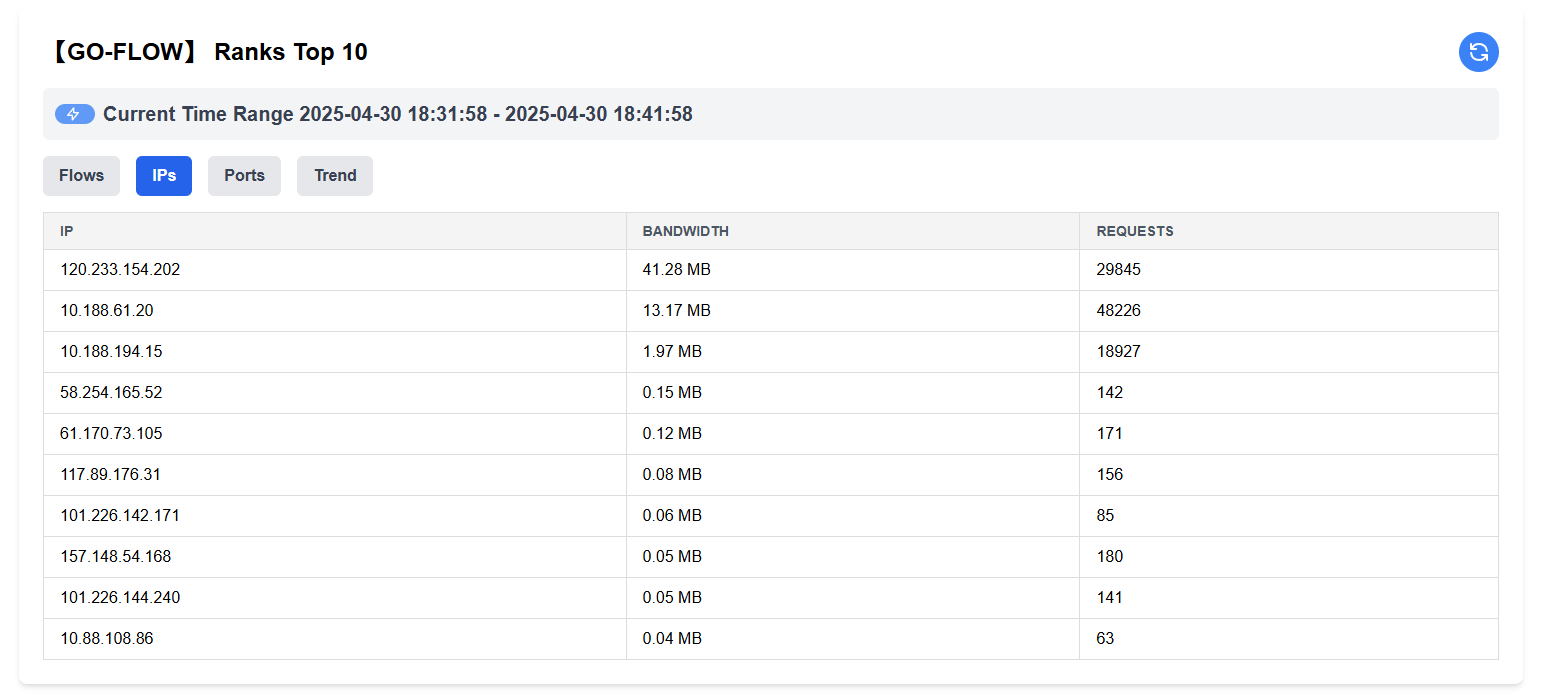 【GO-FLOW】 Ranks Top 10
Current Time Range 2025-04-30 18:31:58 - 2025-04-30 18:41:58
Flows IPs Ports Trend
IP BANDWIDTH REQUESTS
120.233.154.202 41.28 MB 29845
10.188.61.20 13.17 MB 48226
10.188.194.15 1.97 MB 18927
58.254.165.52 0.15 MB 142
61.170.73.105 0.12 MB 171
117.89.176.31 0.08 MB 156
101.226.142.171 0.06 MB 85
157.148.54.168 0.05 MB 180
101.226.144.240 0.05 MB 141
10.88.108.86 0.04 MB 63